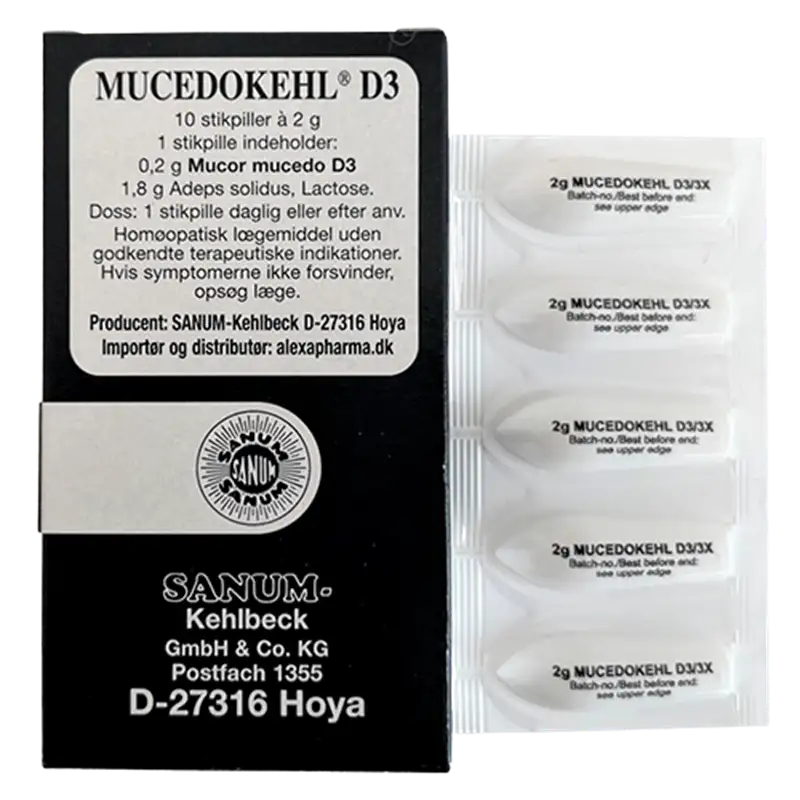 MUCEDOKEHL® D3
10 stikpiller à 2 g
1 stikpille indeholder:
0,2 g Mucor mucedo D3
1,8 g Adeps solidus, Lactose.
Doss: 1 stikpille daglig eller efter anv.
Homøopatisk lœgemiddel uden
godkendte terapeutiske indikationer.
Hvis symptomerne ikke forsvinder,
opsøg læge.
Producent: SANUM-Kehlbeck D-27316 Hoya
Importør og distributør: alexapharma.dk
SANUM
SANUM
SANUM
SANUM-
Kehlbeck
GmbH & Co. KG
Postfach 1355
D-27316 Hoya
2g MUCEDOKEHL D3/3X
Batch-no./Best before end:
see upper edge
2g MUCEDOKEHL D3/3X
Batch-no./Best before end:
see upper edge
2g MUCEDOKEHL D3/3X
Batch-no./Best before end:
see upper edge
2g MUCEDOKEHL D3/3X
Batch-no./Best before end:
see upper edge
2g MUCEDOKEHL D3/3X
Batch-no./Best before end:
see upper edge